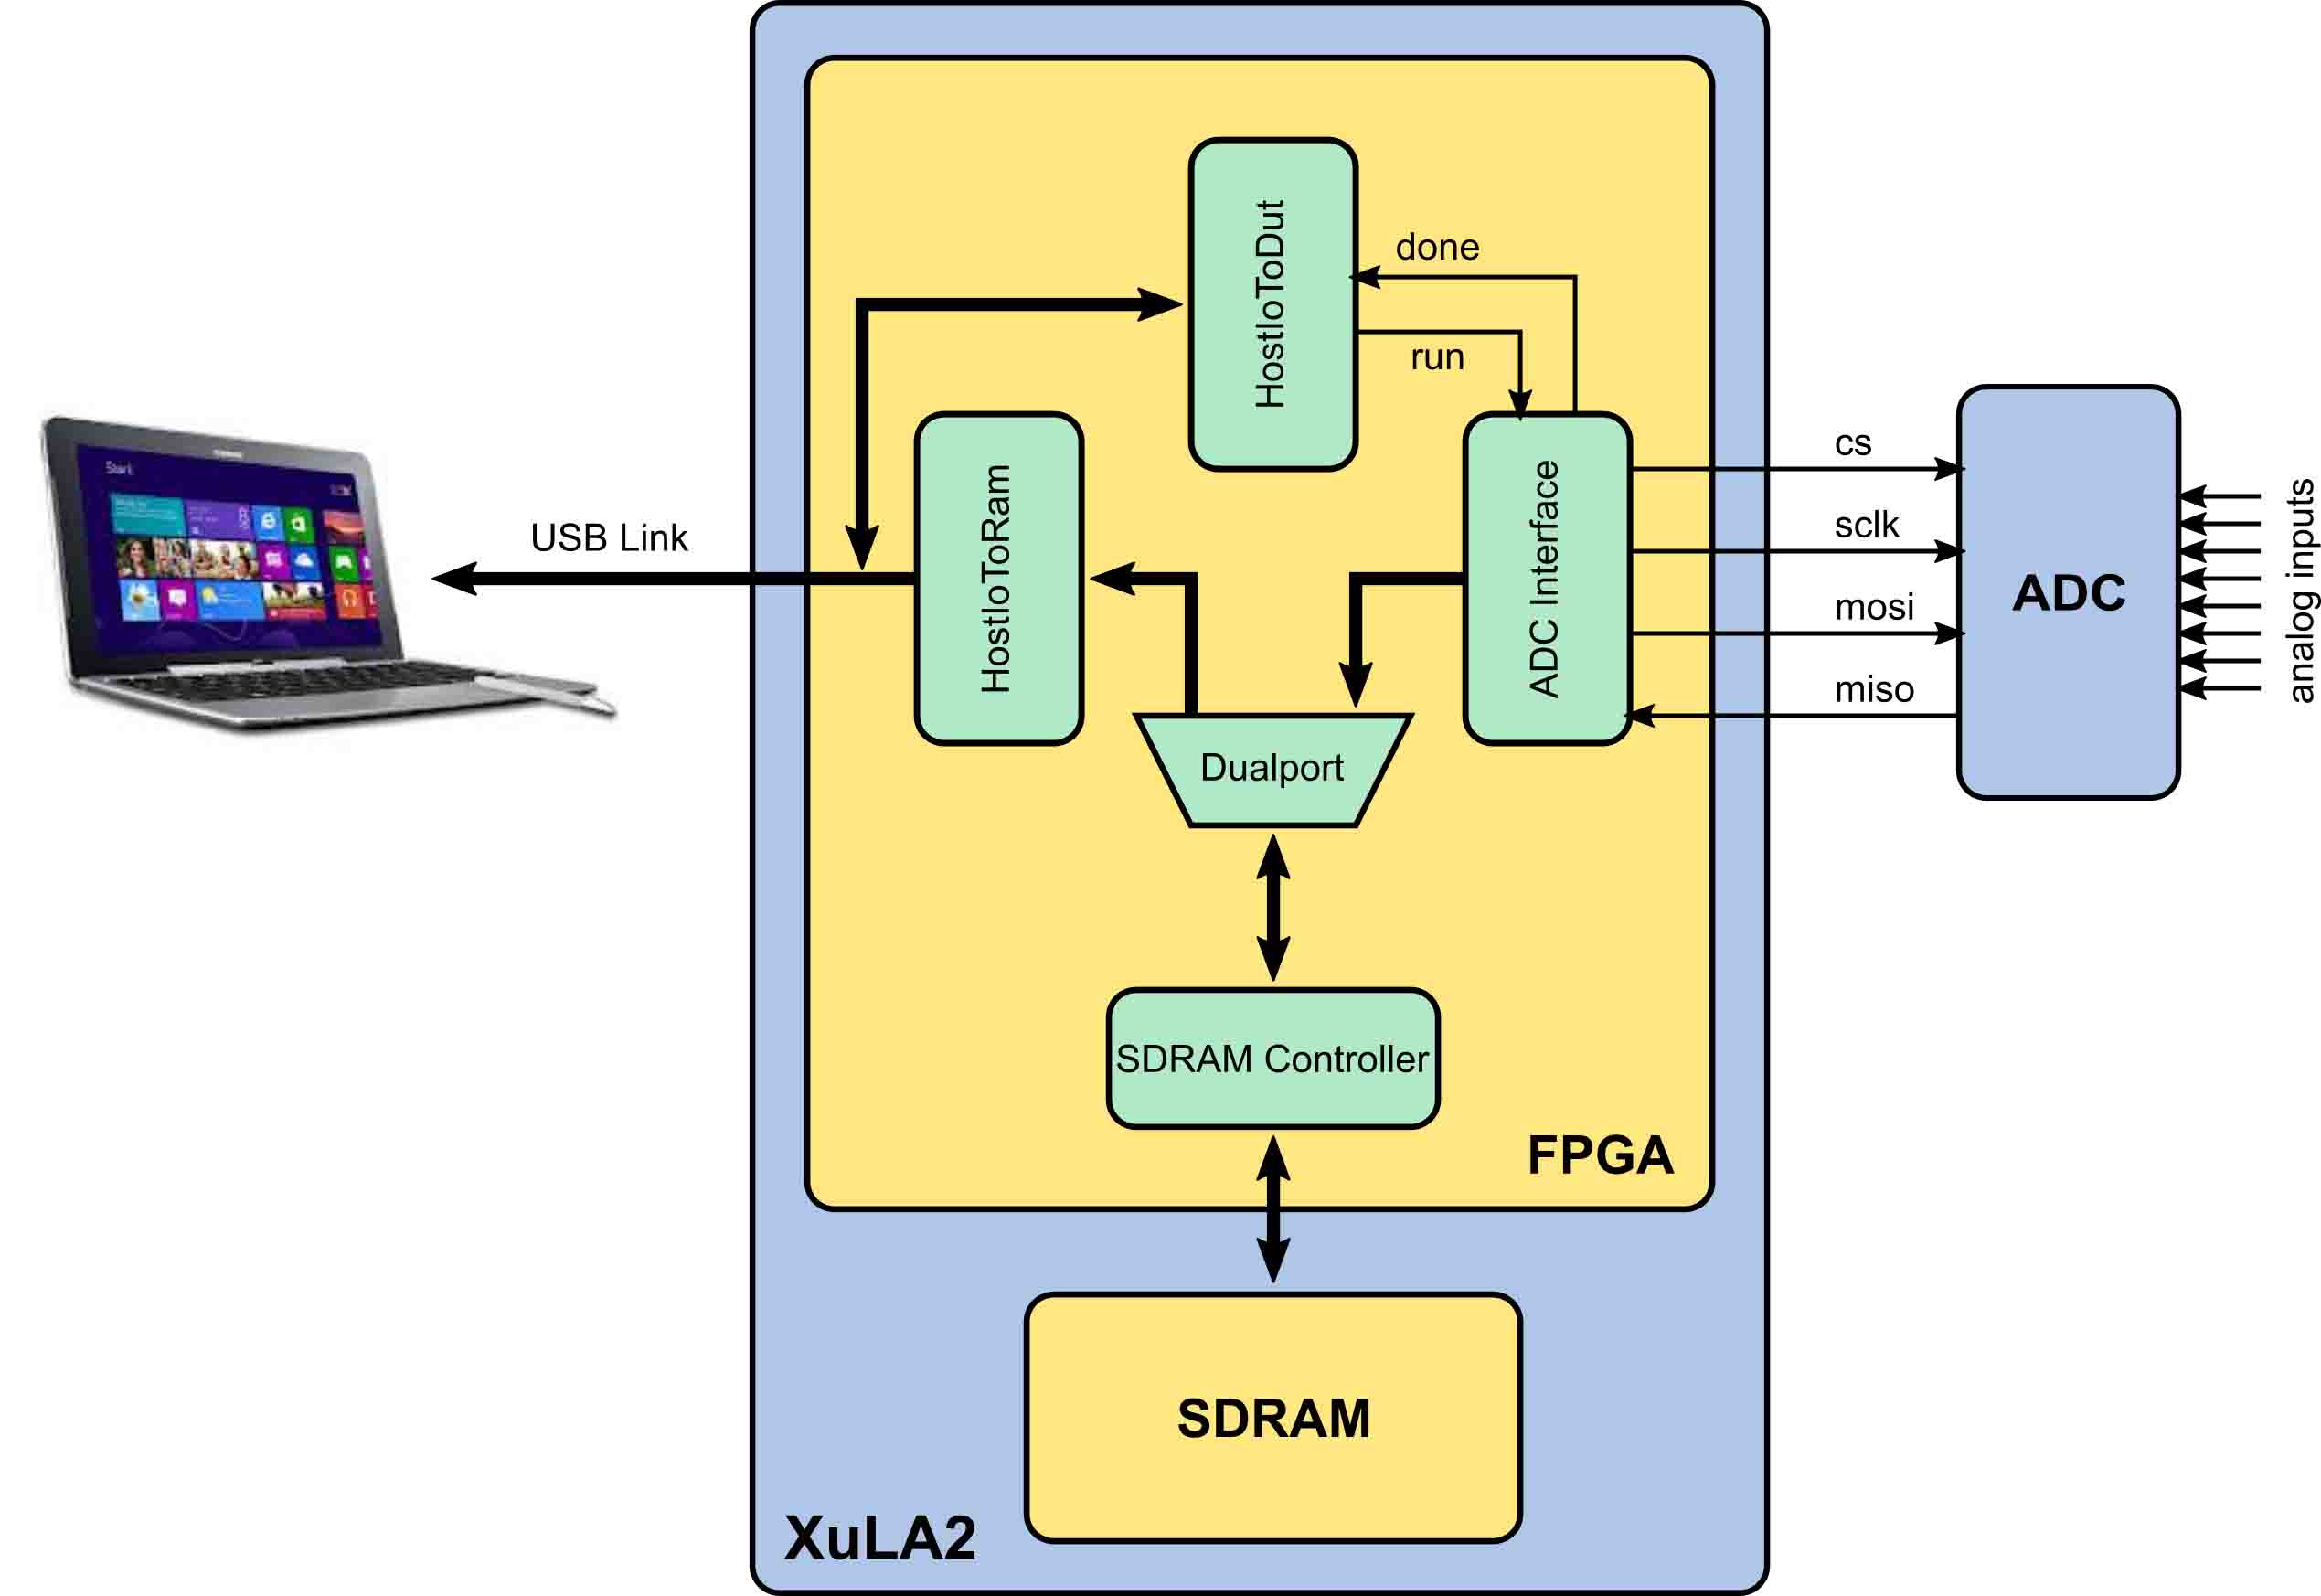 HostIoToDut
done
run
HostIoToRam
ADC Interface
cs
sclk
mosi
miso
ADC
analog inputs
Start
USB Link
Dualport
SDRAM Controller
FPGA
SDRAM
XuLA2